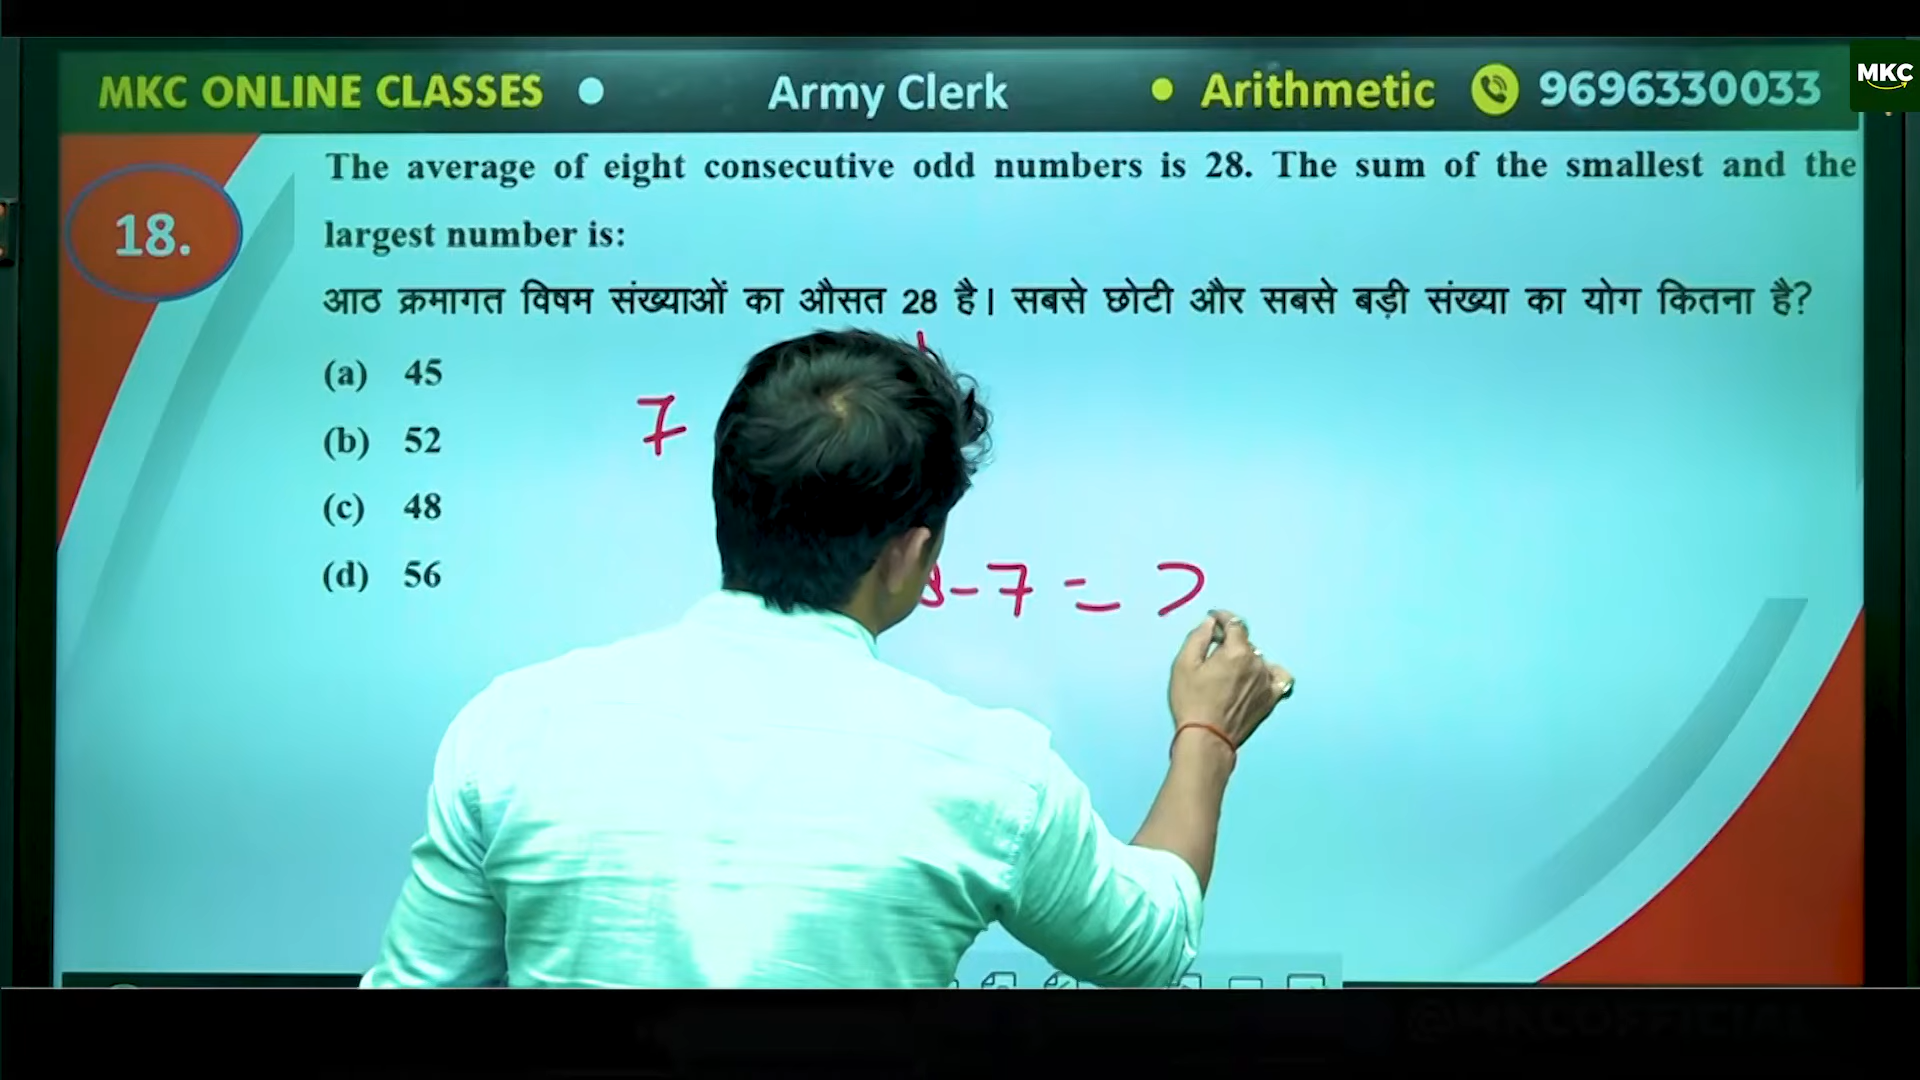 MKC ONLINE CLASSES • Army Clerk • Arithmetic 9696330033
MKC
18.
The average of eight consecutive odd numbers is 28. The sum of the smallest and the
largest number is:
आठ क्रमागत विषम संख्याओं का औसत 28 है। सबसे छोटी और सबसे बड़ी संख्या का योग कितना है?
(a) 45
(b) 52
(c) 48
(d) 56
7
8-7 = 2